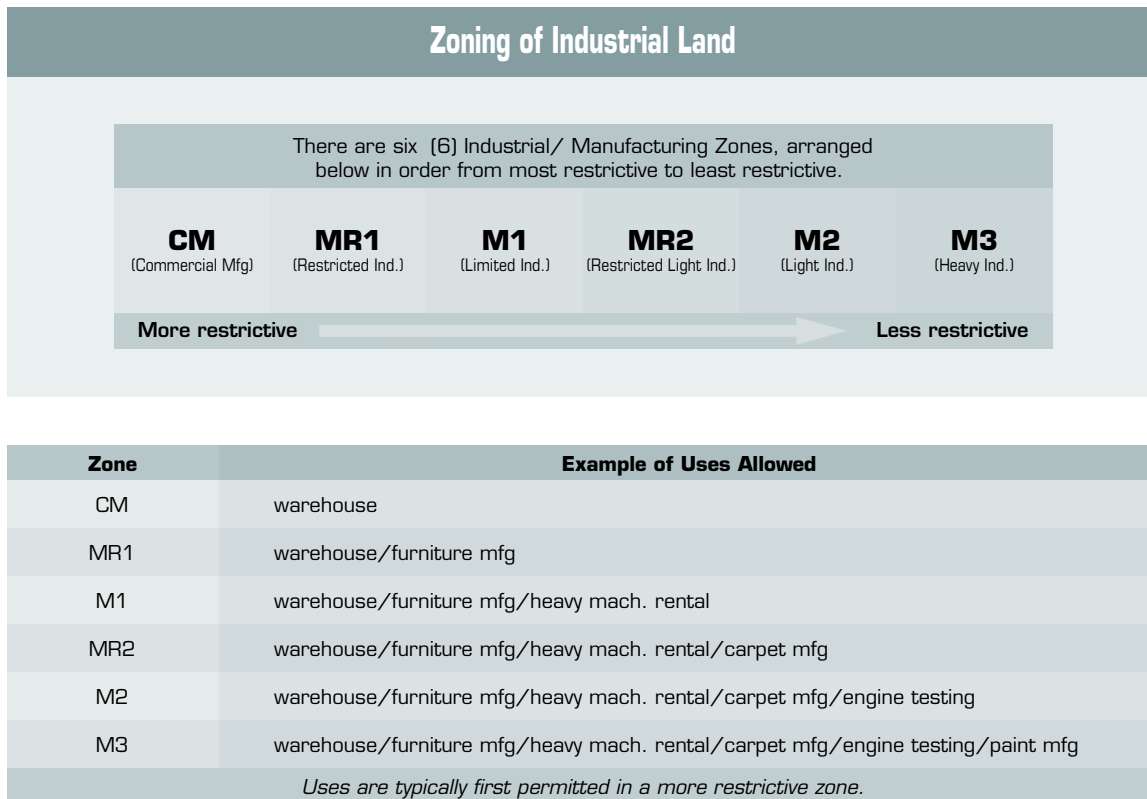 Zoning of Industrial Land
There are six (6) Industrial/ Manufacturing Zones, arranged
below in order from most restrictive to least restrictive.
CM MR1 M1 MR2 M2 M3
(Commercial Mfg) (Restricted Ind.) (Limited Ind.) (Restricted Light Ind.) (Light Ind.) (Heavy Ind.)
More restrictive Less restrictive
Zone Example of Uses Allowed
CM warehouse
MR1 warehouse/furniture mfg
M1 warehouse/furniture mfg/heavy mach. rental
MR2 warehouse/furniture mfg/heavy mach. rental/carpet mfg
M2 warehouse/furniture mfg/heavy mach. rental/carpet mfg/engine testing
M3 warehouse/furniture mfg/heavy mach. rental/carpet mfg/engine testing/paint mfg
Uses are typically first permitted in a more restrictive zone.